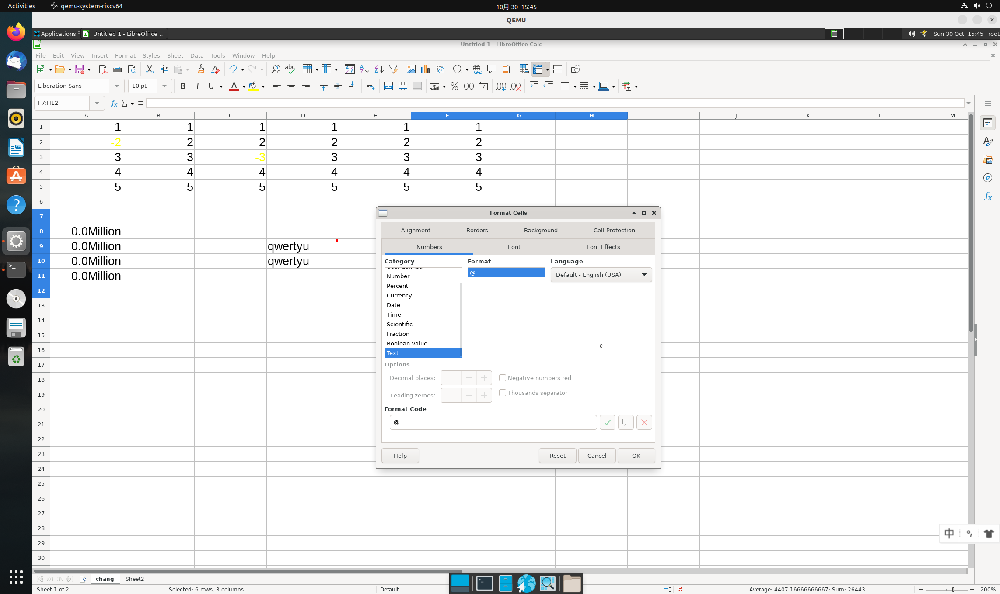 Activities
qemu-system-riscv64
10月 30 15:45
QEMU
Applications
Untitled 1 - LibreOffice ...
Sun 30 Oct, 15:45
root
Untitled 1 - LibreOffice Calc
File Edit View Insert Format Styles Sheet Data Tools Window Help
Liberation Sans
10 pt
F7:H12
A B C D E F G H I J K L M
1 1 1 1 1 1 1
2 -2 2 2 2 2 2
3 3 3 -3 3 3 3
4 4 4 4 4 4 4
5 5 5 5 5 5 5
6
7
8 0.0Million
9 0.0Million qwertyu
10 0.0Million qwertyu
11 0.0Million
12
13
14
15
16
17
18
19
20
21
22
23
24
25
26
27
28
29
30
Format Cells
Alignment Borders Background Cell Protection
Numbers Font Font Effects
Category
Format
Language
Number
Percent
Currency
Date
Time
Scientific
Fraction
Boolean Value
Text
@
Default - English (USA)
0
Options
Decimal places:
Negative numbers red
Leading zeroes:
Thousands separator
Format Code
@
Help
Reset
Cancel
OK
中
chang
Sheet2
Sheet 1 of 2
Selected: 6 rows, 3 columns
Default
Average: 4407.16666666667; Sum: 26443
200%